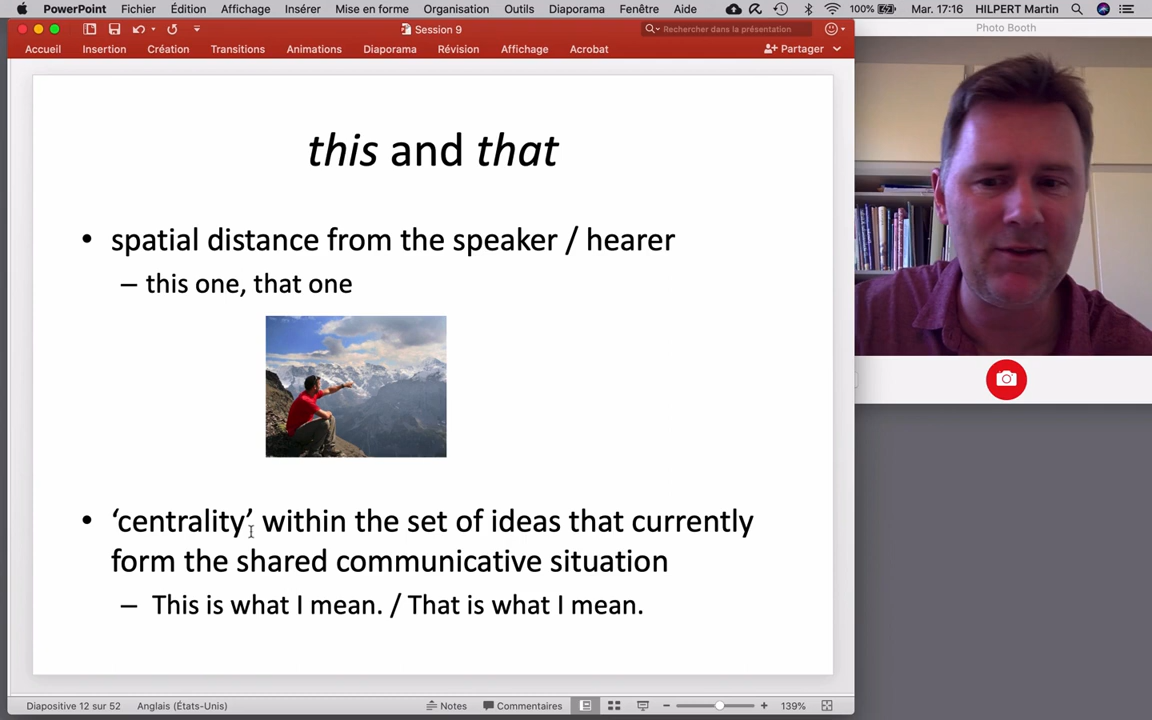 PowerPoint Fichier Édition Affichage Insérer Mise en forme Organisation Outils Diaporama Fenêtre Aide 100% Mar. 17:16 HILPERT Martin
Session 9
Rechercher dans la présentation
Photo Booth
Accueil Insertion Création Transitions Animations Diaporama Révision Affichage Acrobat Partager
this and that
• spatial distance from the speaker / hearer
– this one, that one
• ‘centrality’ within the set of ideas that currently
form the shared communicative situation
– This is what I mean. / That is what I mean.
Diapositive 12 sur 52 Anglais (États-Unis) Notes Commentaires 139%